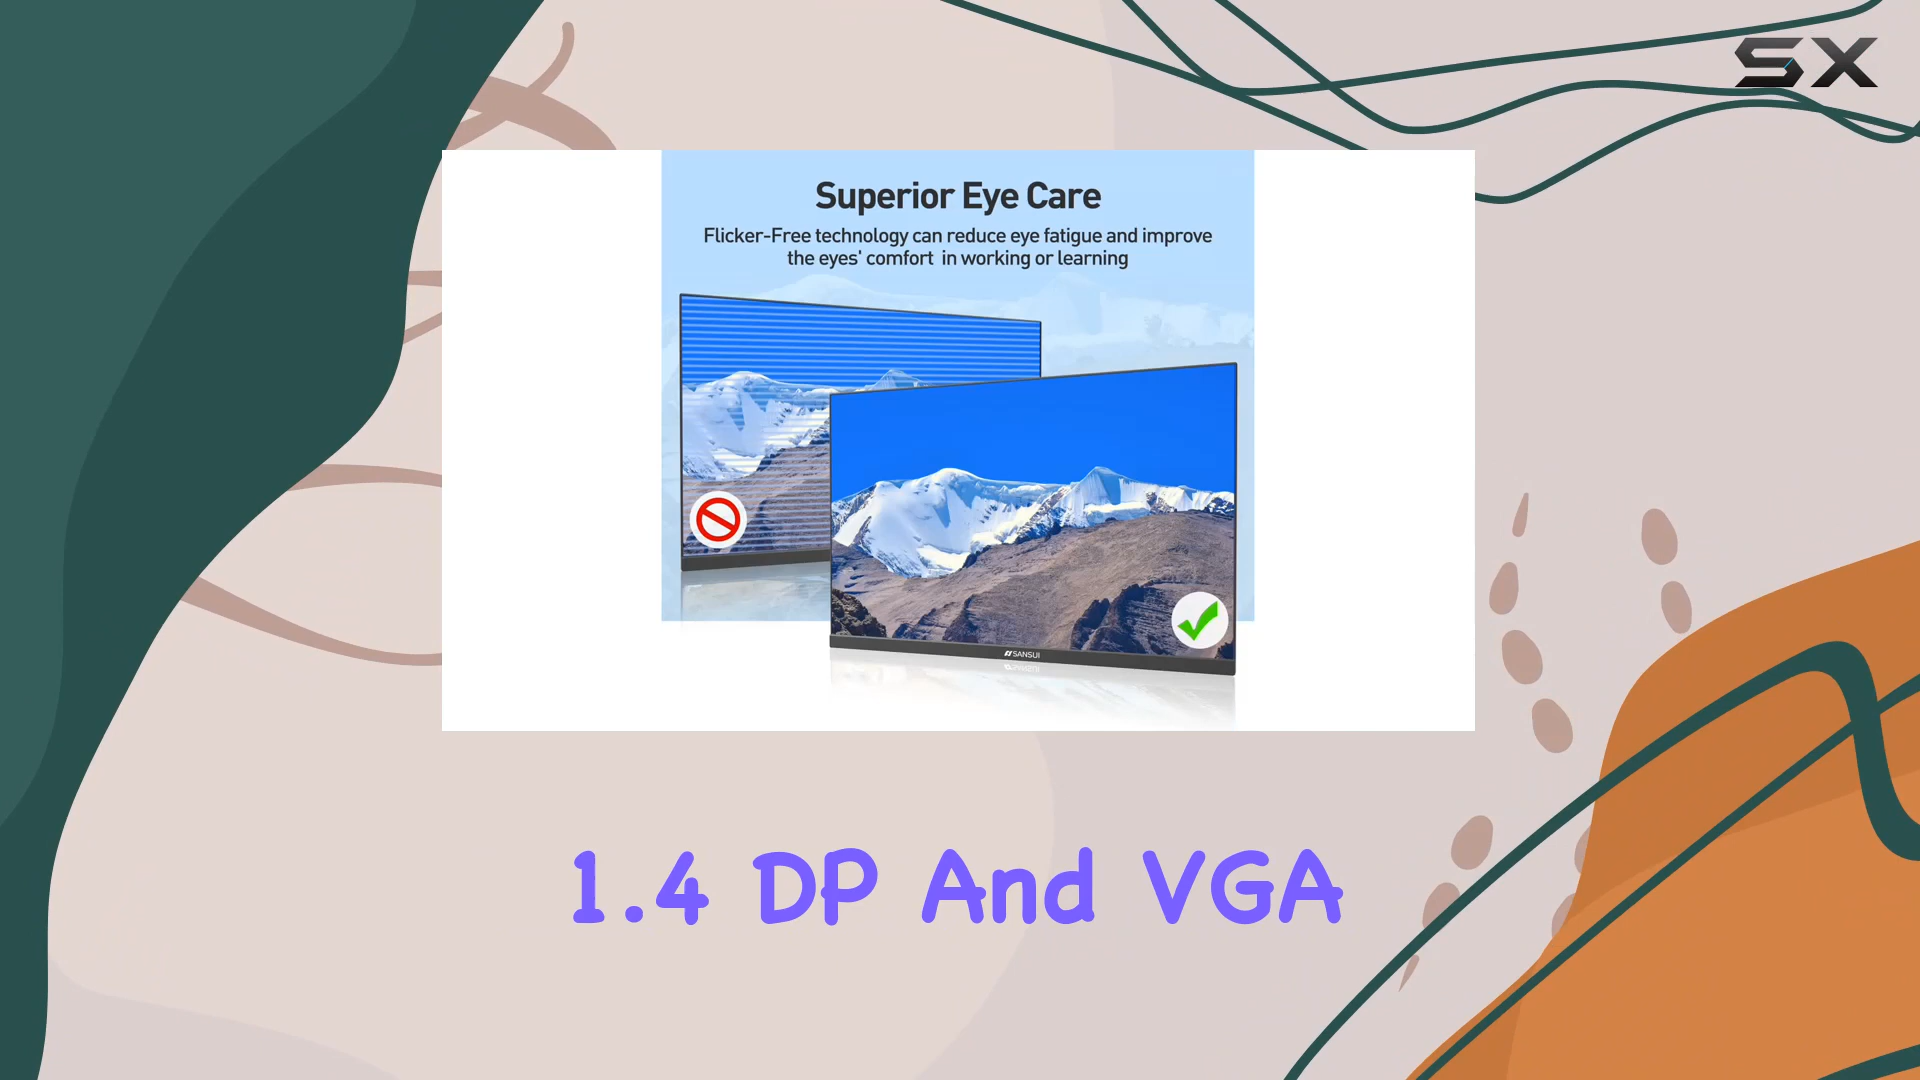 SX
Superior Eye Care
Flicker-Free technology can reduce eye fatigue and improve
the eyes' comfort in working or learning
SANSUI
1.4 DP And VGA